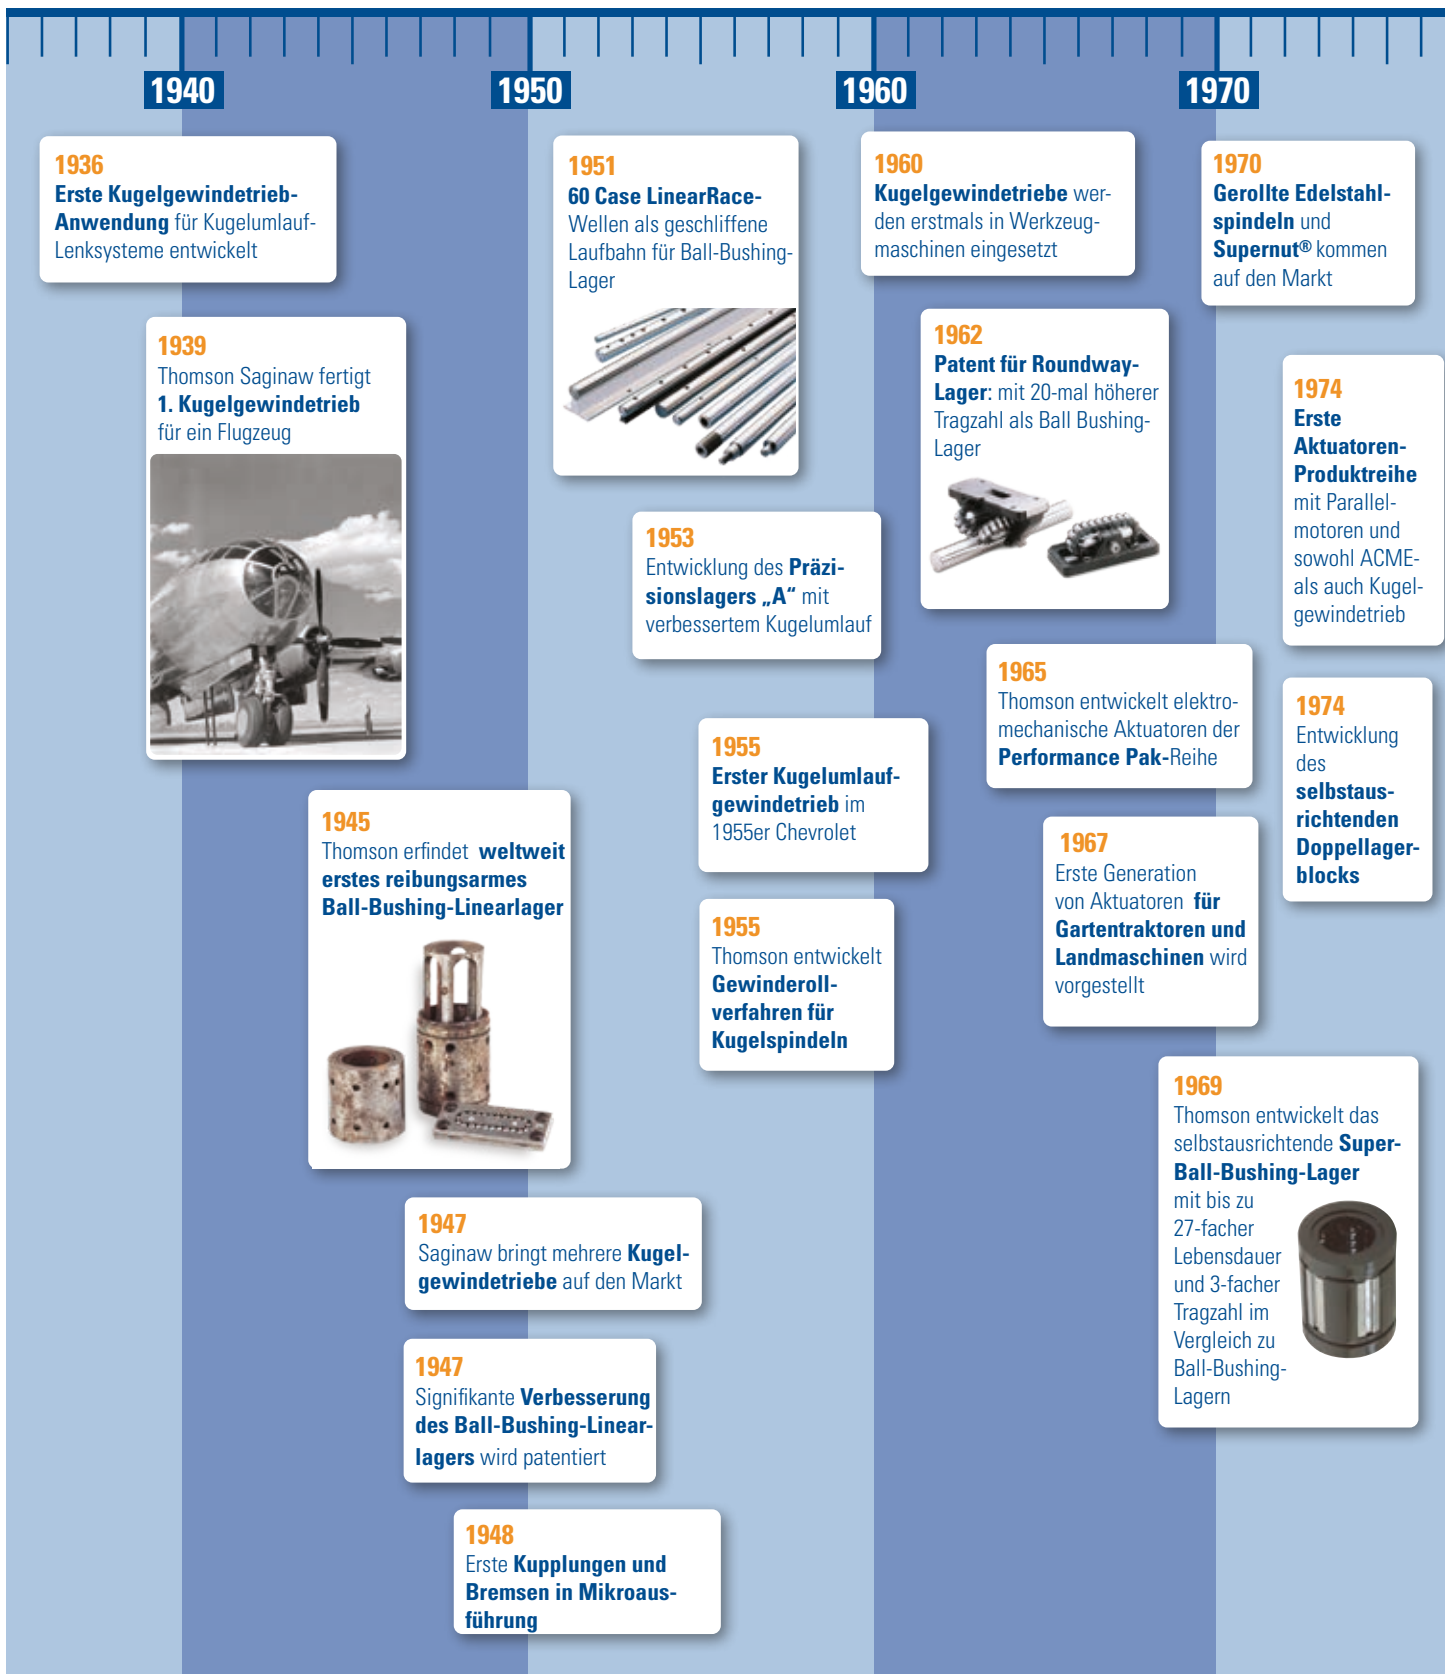 1940
1950
1960
1970
1936
Erste Kugelgewindetrieb-
Anwendung für Kugelumlauf-
Lenksysteme entwickelt
1939
Thomson Saginaw fertigt
1. Kugelgewindetrieb
für ein Flugzeug
1945
Thomson erfindet weltweit
erstes reibungsarmes
Ball-Bushing-Linearlager
1947
Saginaw bringt mehrere Kugel-
gewindetriebe auf den Markt
1947
Signifikante Verbesserung
des Ball-Bushing-Linear-
lagers wird patentiert
1948
Erste Kupplungen und
Bremsen in Mikroaus-
führung
1951
60 Case LinearRace-
Wellen als geschliffene
Laufbahn für Ball-Bushing-
Lager
1953
Entwicklung des Präzi-
sionslagers „A“ mit
verbessertem Kugelumlauf
1955
Erster Kugelumlauf-
gewindetrieb im
1955er Chevrolet
1955
Thomson entwickelt
Gewinderoll-
verfahren für
Kugelspindeln
1960
Kugelgewindetriebe wer-
den erstmals in Werkzeug-
maschinen eingesetzt
1962
Patent für Roundway-
Lager: mit 20-mal höherer
Tragzahl als Ball Bushing-
Lager
1965
Thomson entwickelt elektro-
mechanische Aktuatoren der
Performance Pak-Reihe
1967
Erste Generation
von Aktuatoren für
Gartentraktoren und
Landmaschinen wird
vorgestellt
1969
Thomson entwickelt das
selbstausrichtende Super-
Ball-Bushing-Lager
mit bis zu
27-facher
Lebensdauer
und 3-facher
Tragzahl im
Vergleich zu
Ball-Bushing-
Lagern
1970
Gerollte Edelstahl-
spindeln und
Supernut® kommen
auf den Markt
1974
Erste
Aktuatoren-
Produktreihe
mit Parallel-
motoren und
sowohl ACME-
als auch Kugel-
gewindetrieb
1974
Entwicklung
des
selbstaus-
richtenden
Doppellager-
blocks